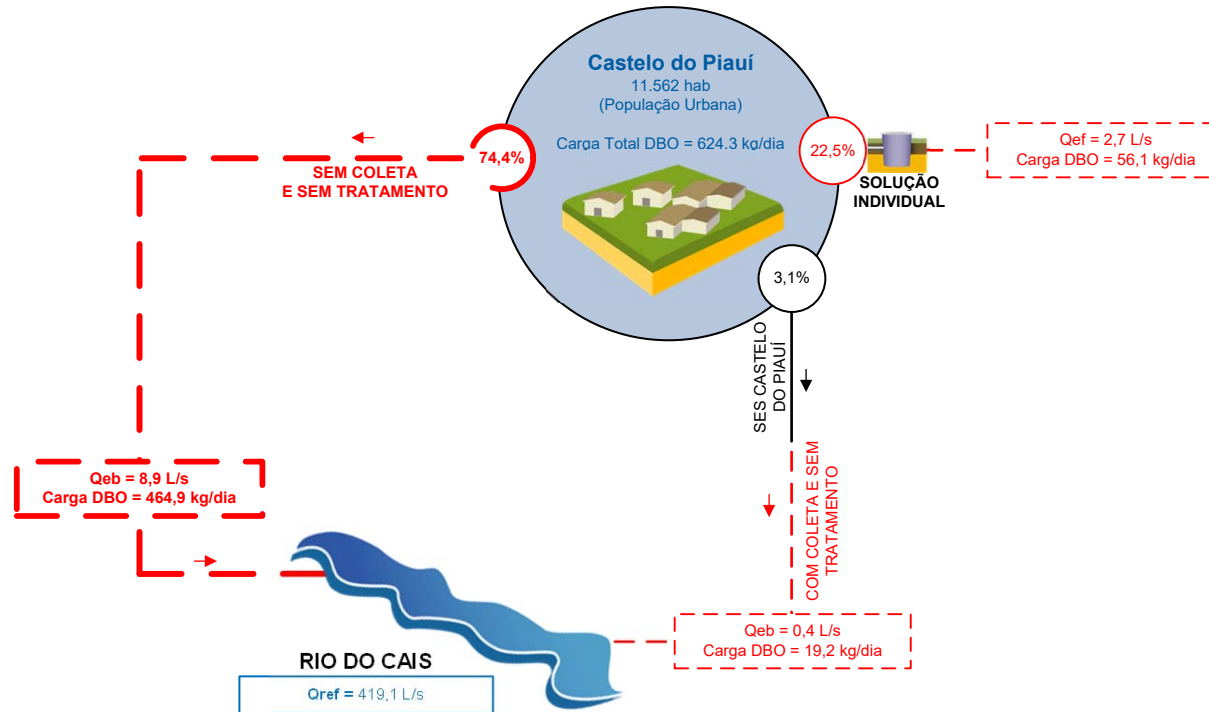 Castelo do Piauí
11.562 hab
(População Urbana)
Carga Total DBO = 624.3 kg/dia
74,4%
SEM COLETA
E SEM TRATAMENTO
22,5%
SOLUÇÃO
INDIVIDUAL
Qef = 2,7 L/s
Carga DBO = 56,1 kg/dia
3,1%
SES CASTELO
DO PIAUÍ
COM COLETA E SEM
TRATAMENTO
Qeb = 8,9 L/s
Carga DBO = 464,9 kg/dia
Qeb = 0,4 L/s
Carga DBO = 19,2 kg/dia
RIO DO CAIS
Qref = 419,1 L/s